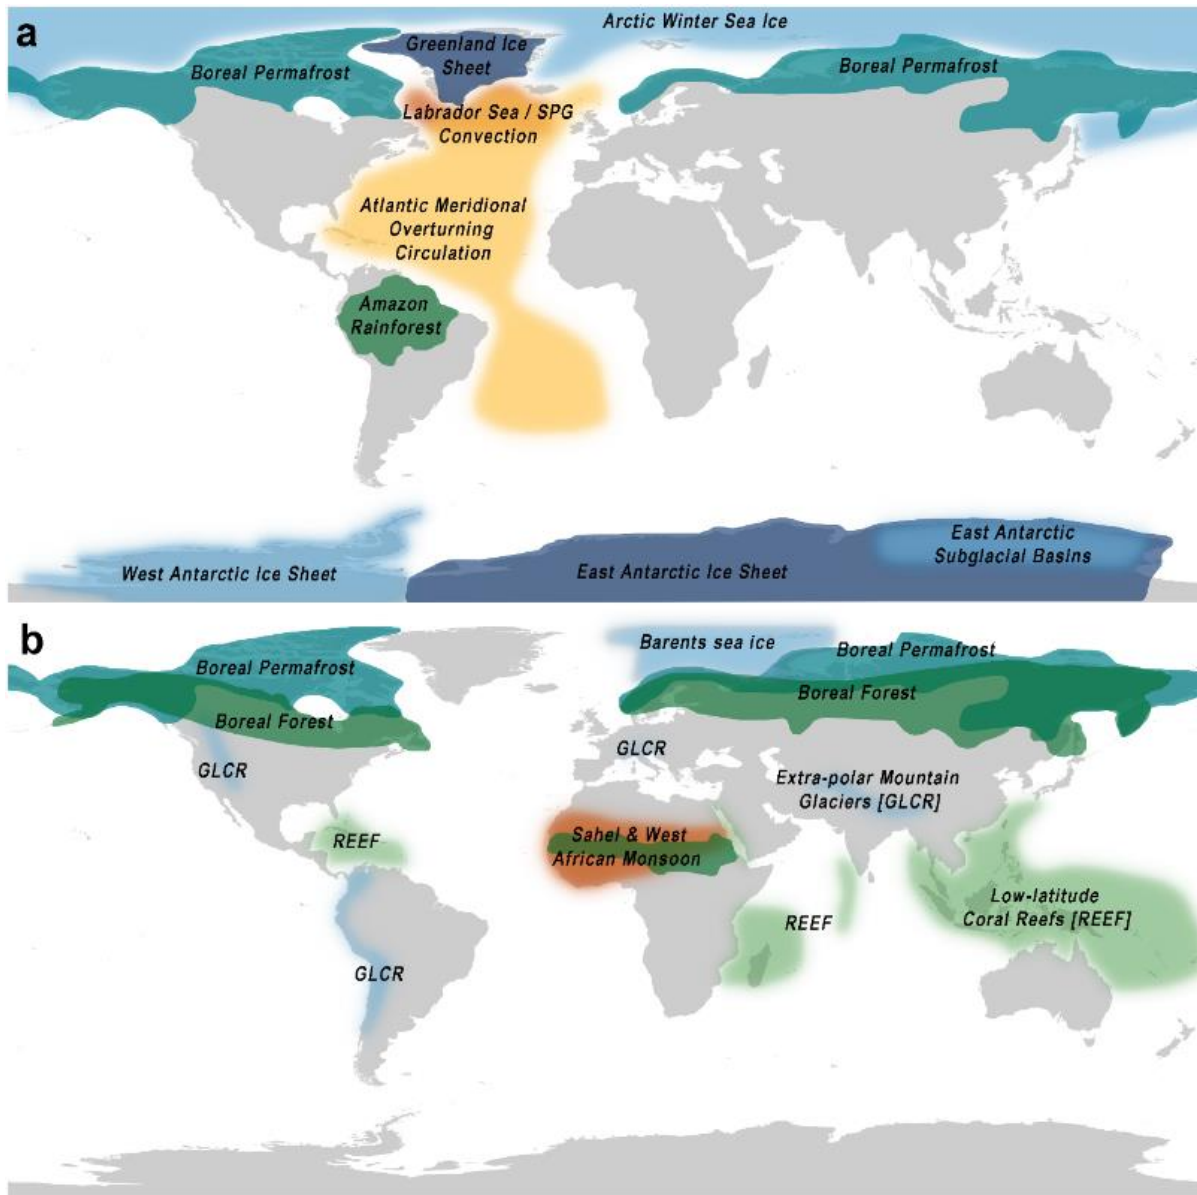 a
Arctic Winter Sea Ice
Greenland Ice
Sheet
Boreal Permafrost
Boreal Permafrost
Labrador Sea / SPG
Convection
Atlantic Meridional
Overturning
Circulation
Amazon
Rainforest
East Antarctic
Subglacial Basins
West Antarctic Ice Sheet
East Antarctic Ice Sheet
b
Barents sea ice
Boreal Permafrost
Boreal Permafrost
Boreal Forest
Boreal Forest
GLCR
GLCR
Extra-polar Mountain
Glaciers [GLCR]
REEF
Sahel & West
African Monsoon
Low-latitude
Coral Reefs [REEF]
REEF
GLCR